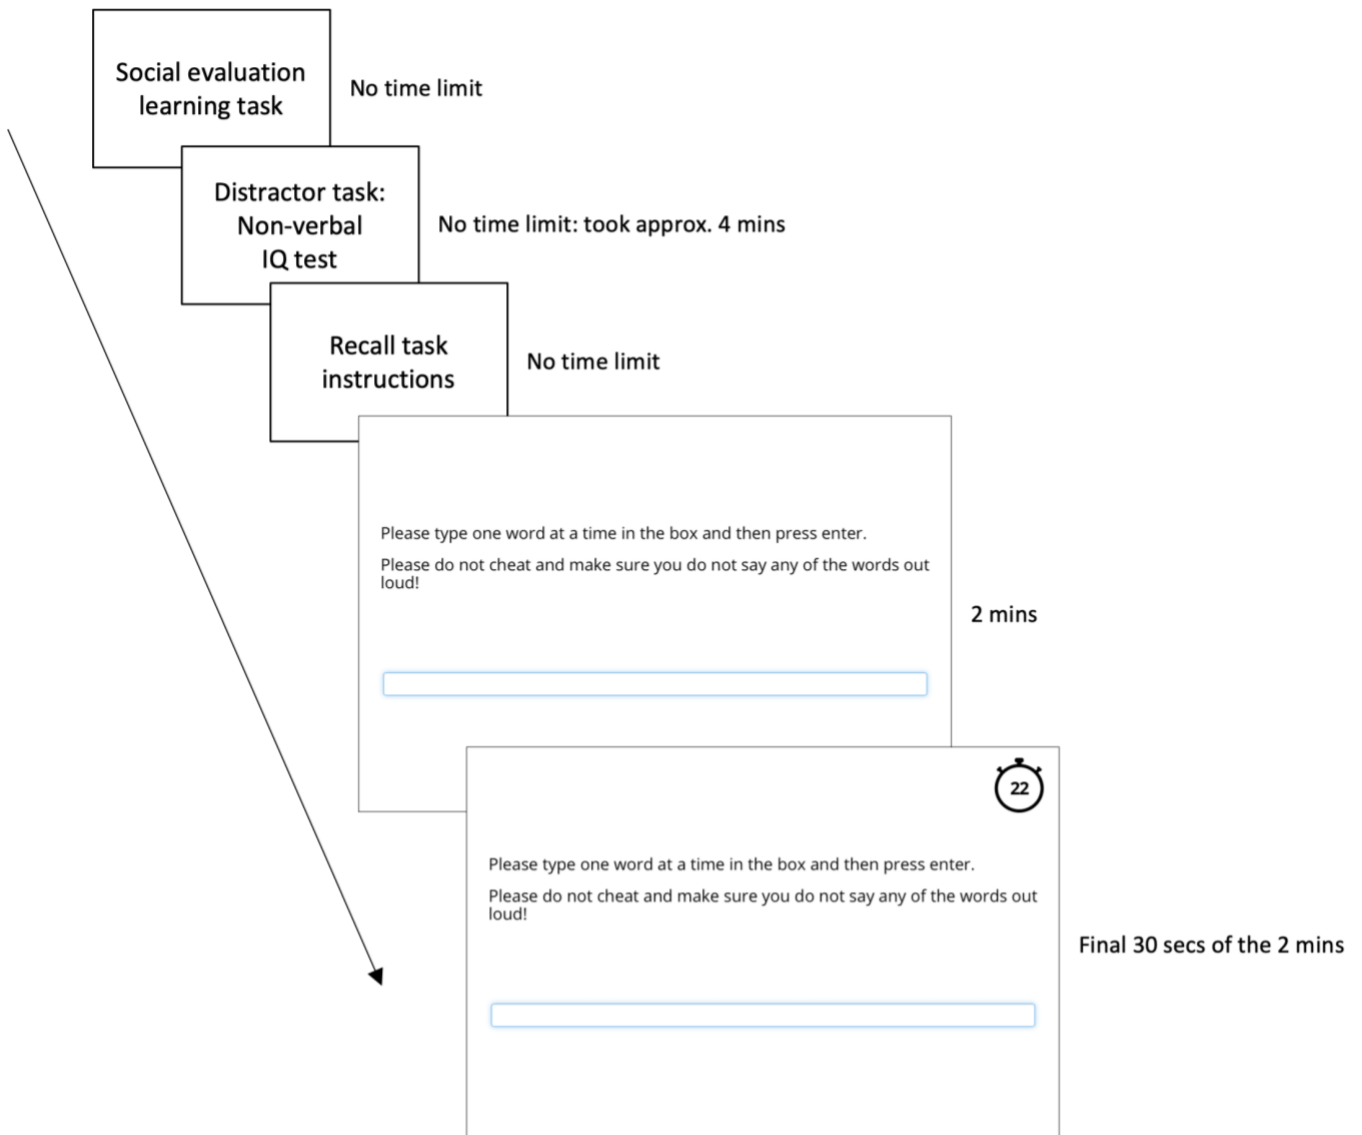 Social evaluation
learning task
No time limit
Distractor task:
Non-verbal
IQ test
No time limit: took approx. 4 mins
Recall task
instructions
No time limit
Please type one word at a time in the box and then press enter.
Please do not cheat and make sure you do not say any of the words out
loud!
2 mins
22
Please type one word at a time in the box and then press enter.
Please do not cheat and make sure you do not say any of the words out
loud!
Final 30 secs of the 2 mins